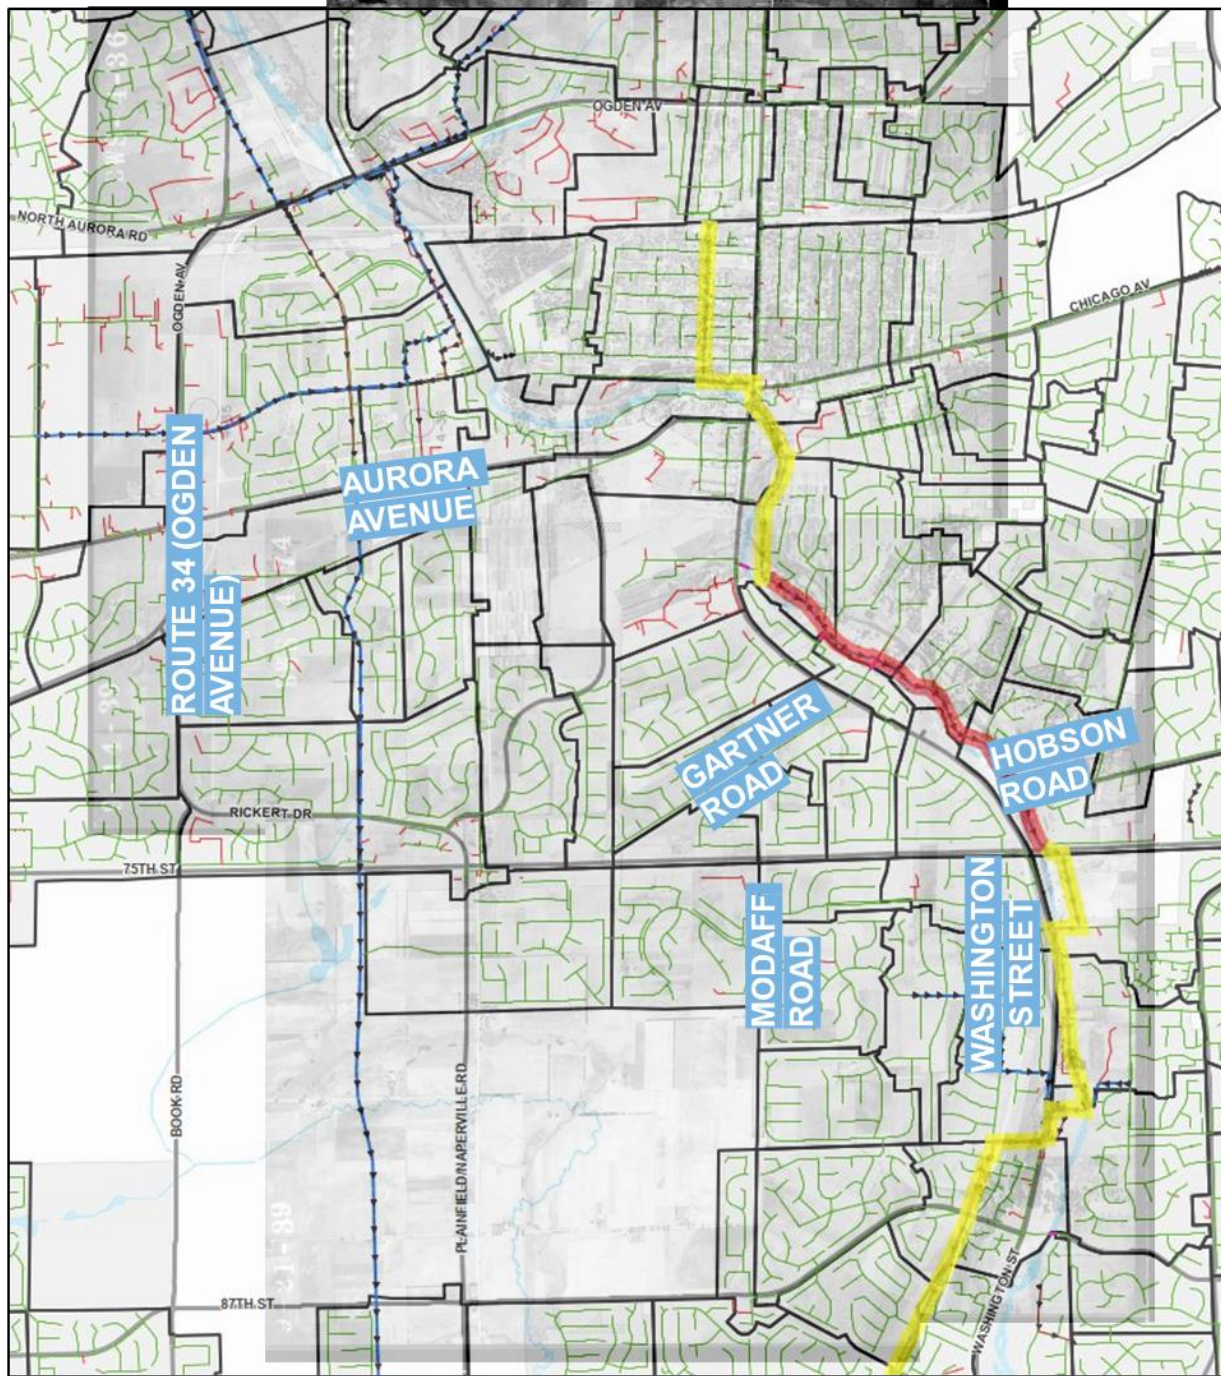 OGDEN AV
NORTH AURORA RD
OGDEN AV
CHICAGO AV
AURORA
AVENUE
ROUTE 34 (OGDEN
AVENUE)
GARTNER
ROAD
HOBSON
ROAD
RICKERT DR
75TH ST
MODAFF
ROAD
WASHINGTON
STREET
BOOK RD
PLAINFIELD/NAPERVILLE RD
WASHINGTON ST
87TH ST